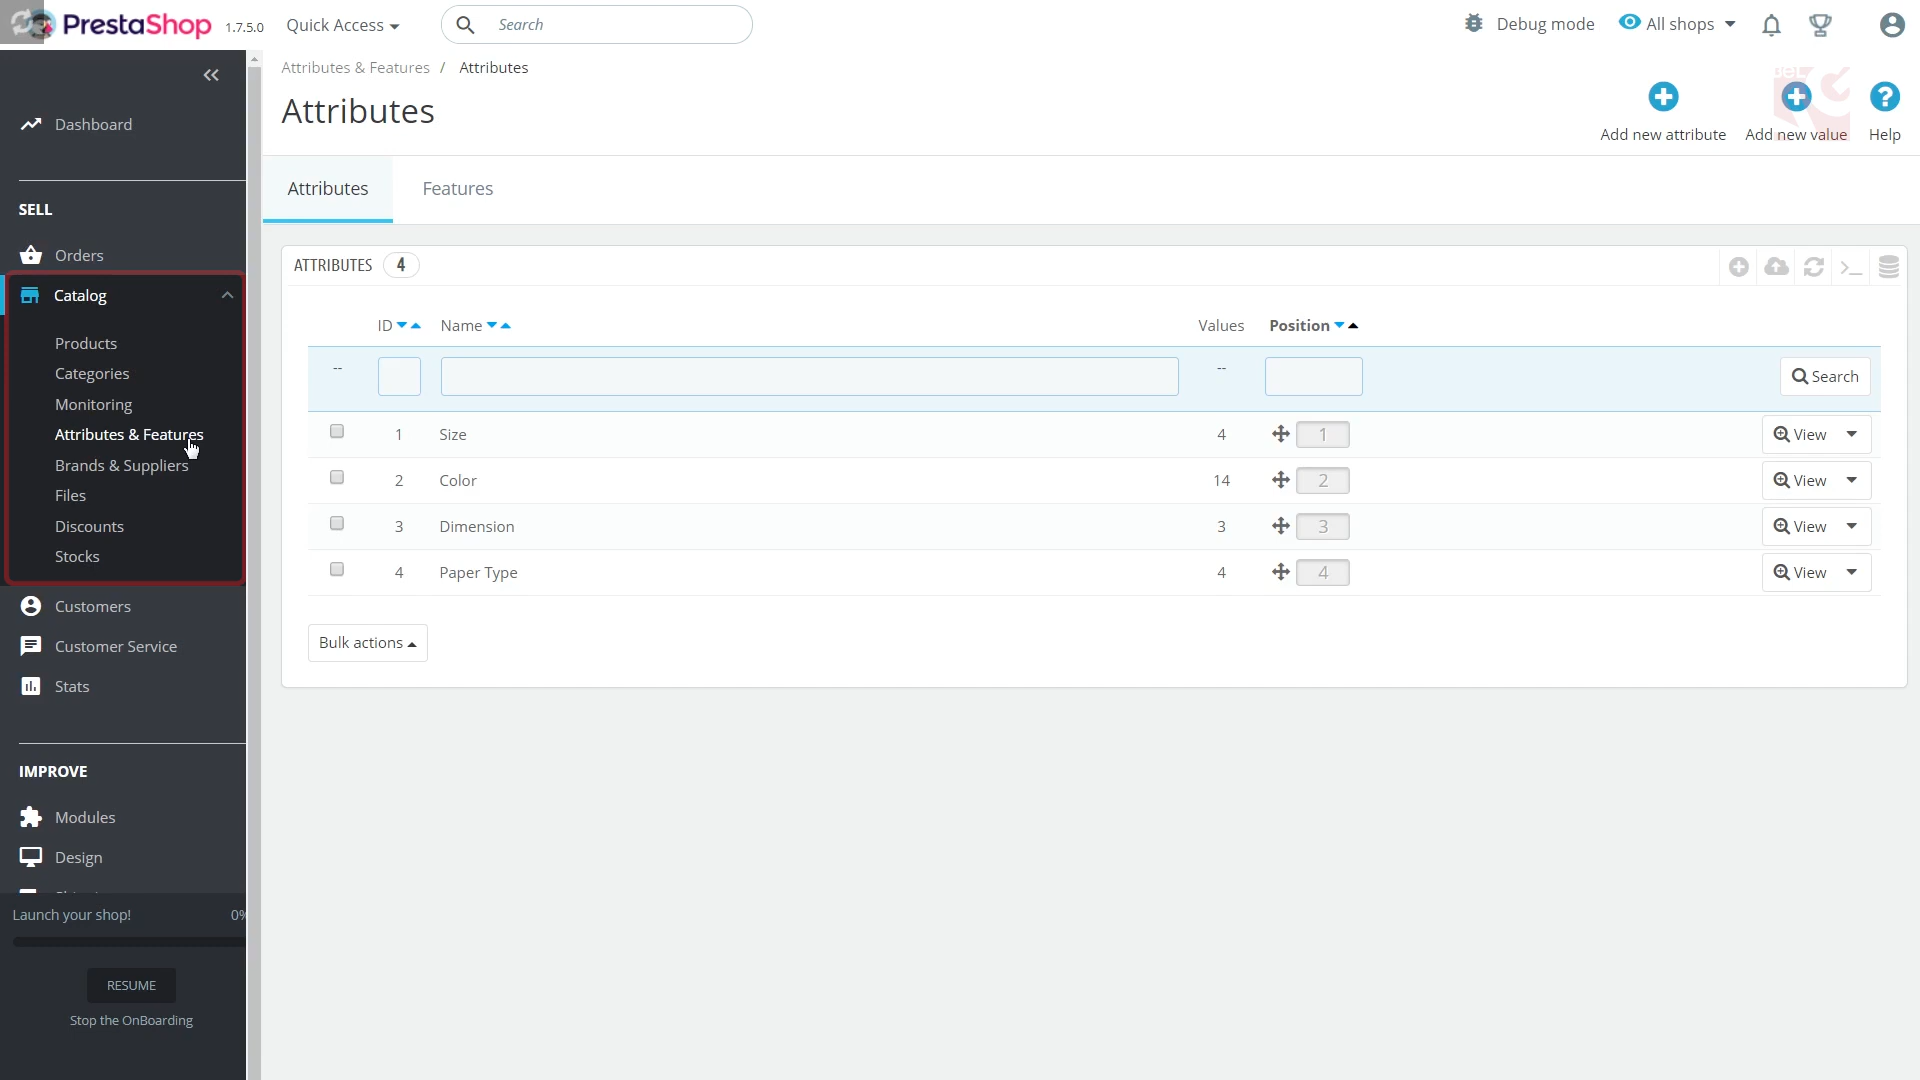 PrestaShop 1.7.5.0 Quick Access Search Debug mode All shops
Attributes & Features / Attributes
Attributes
Add new attribute Add new value Help
Attributes Features
Dashboard
SELL
Orders
Catalog
Products
Categories
Monitoring
Attributes & Features
Brands & Suppliers
Files
Discounts
Stocks
Customers
Customer Service
Stats
IMPROVE
Modules
Design
Launch your shop! 0%
RESUME
Stop the OnBoarding
ATTRIBUTES 4
ID Name Values Position
-- -- Search
1 Size 4 1 View
2 Color 14 2 View
3 Dimension 3 3 View
4 Paper Type 4 4 View
Bulk actions